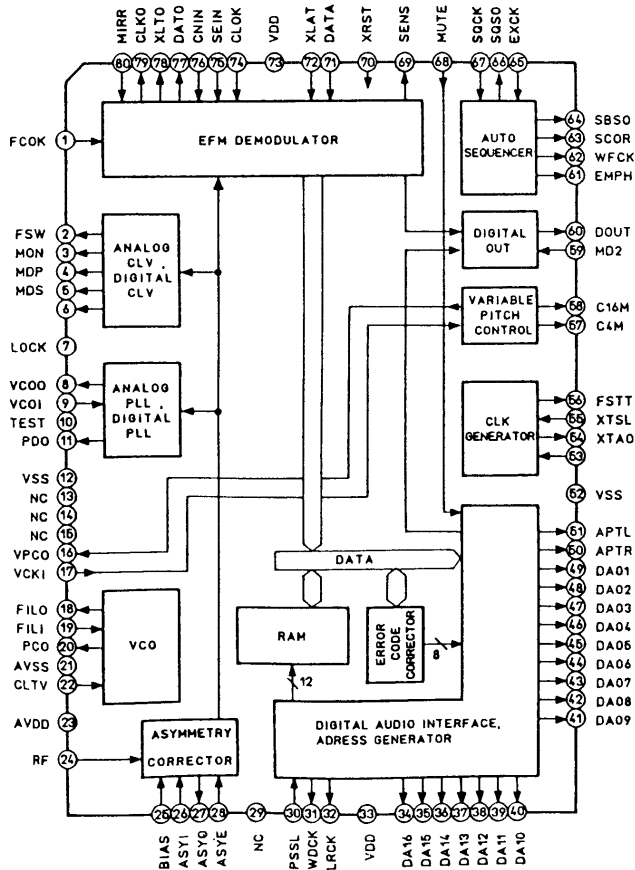 MIRR CLKO XLTO DATO CNIN SEIN CLOK VDD XLAT DATA XRST SENS MUTE SQCK SQSO EXCK
80 79 78 77 76 75 74 73 72 71 70 69 68 67 66 65
FCOK 1
EFM DEMODULATOR
AUTO
SEQUENCER
64 SBSO
63 SCOR
62 WFCK
61 EMPH
FSW 2
MON 3
MDP 4
MDS 5
6
ANALOG
CLV,
DIGITAL
CLV
DIGITAL
OUT
60 DOUT
59 MD2
VARIABLE
PITCH
CONTROL
58 C16M
57 C4M
LOCK 7
VCOO 8
VCOI 9
TEST 10
PDO 11
ANALOG
PLL,
DIGITAL
PLL
CLK
GENERATOR
56 FSTT
55 XTSL
54 XTAO
53
VSS 12
NC 13
NC 14
NC 15
VPCO 16
VCKI 17
52 VSS
51 APTL
50 APTR
49 DA01
48 DA02
47 DA03
46 DA04
45 DA05
44 DA06
43 DA07
42 DA08
41 DA09
DATA
FILO 18
FILI 19
PCO 20
AVSS 21
CLTV 22
VCO
RAM
12
ERROR
CODE
CORRECTOR
8
AVDD 23
RF 24
ASYMMETRY
CORRECTOR
DIGITAL AUDIO INTERFACE,
ADRESS GENERATOR
25 26 27 28 29 30 31 32 33 34 35 36 37 38 39 40
BIAS ASYI ASYO ASYE NC PSSL WDCK LRCK VDD DA16 DA15 DA14 DA13 DA12 DA11 DA10